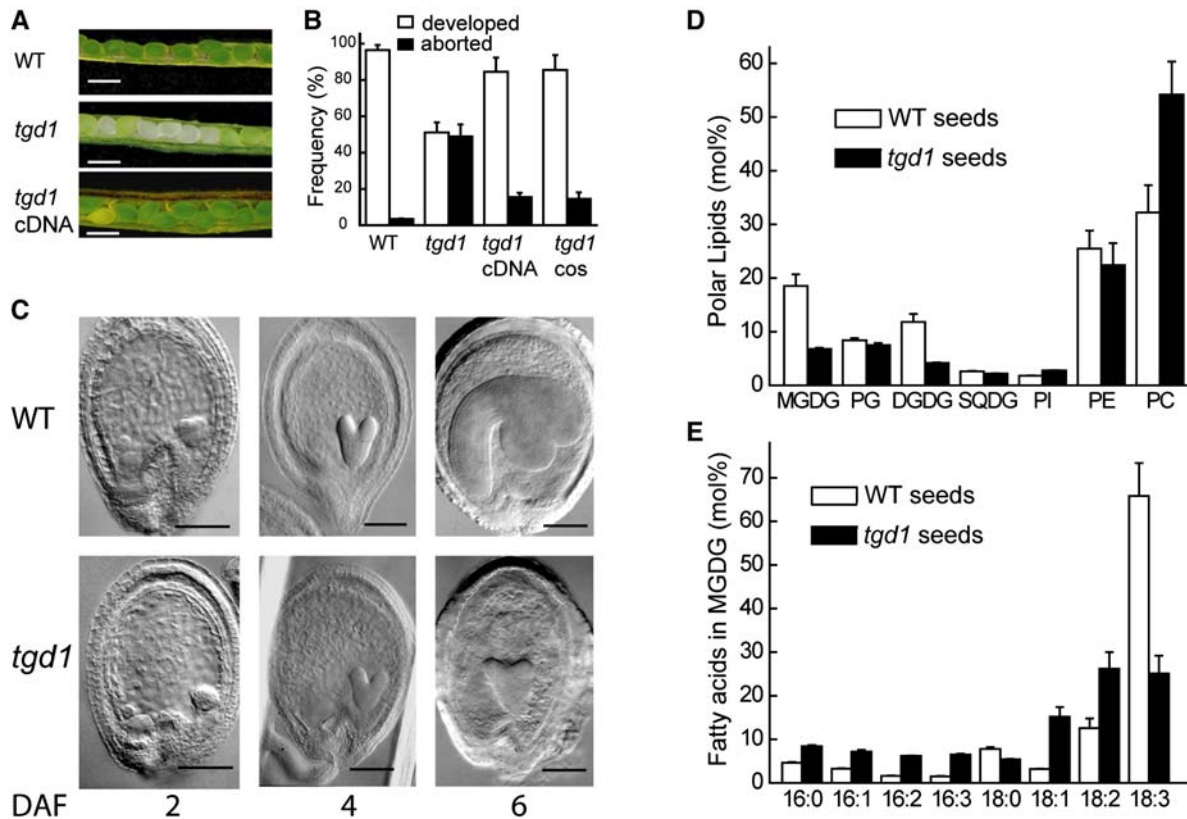 A
WT
tgd1
tgd1
cDNA
B
developed
aborted
Frequency (%)
100
80
60
40
20
0
WT
tgd1
tgd1
cDNA
tgd1
cos
C
WT
tgd1
DAF
2
4
6
D
WT seeds
tgd1 seeds
Polar Lipids (mol%)
60
50
40
30
20
10
0
MGDG PG DGDG SQDG PI PE PC
E
WT seeds
tgd1 seeds
Fatty acids in MGDG (mol%)
70
60
50
40
30
20
10
0
16:0 16:1 16:2 16:3 18:0 18:1 18:2 18:3